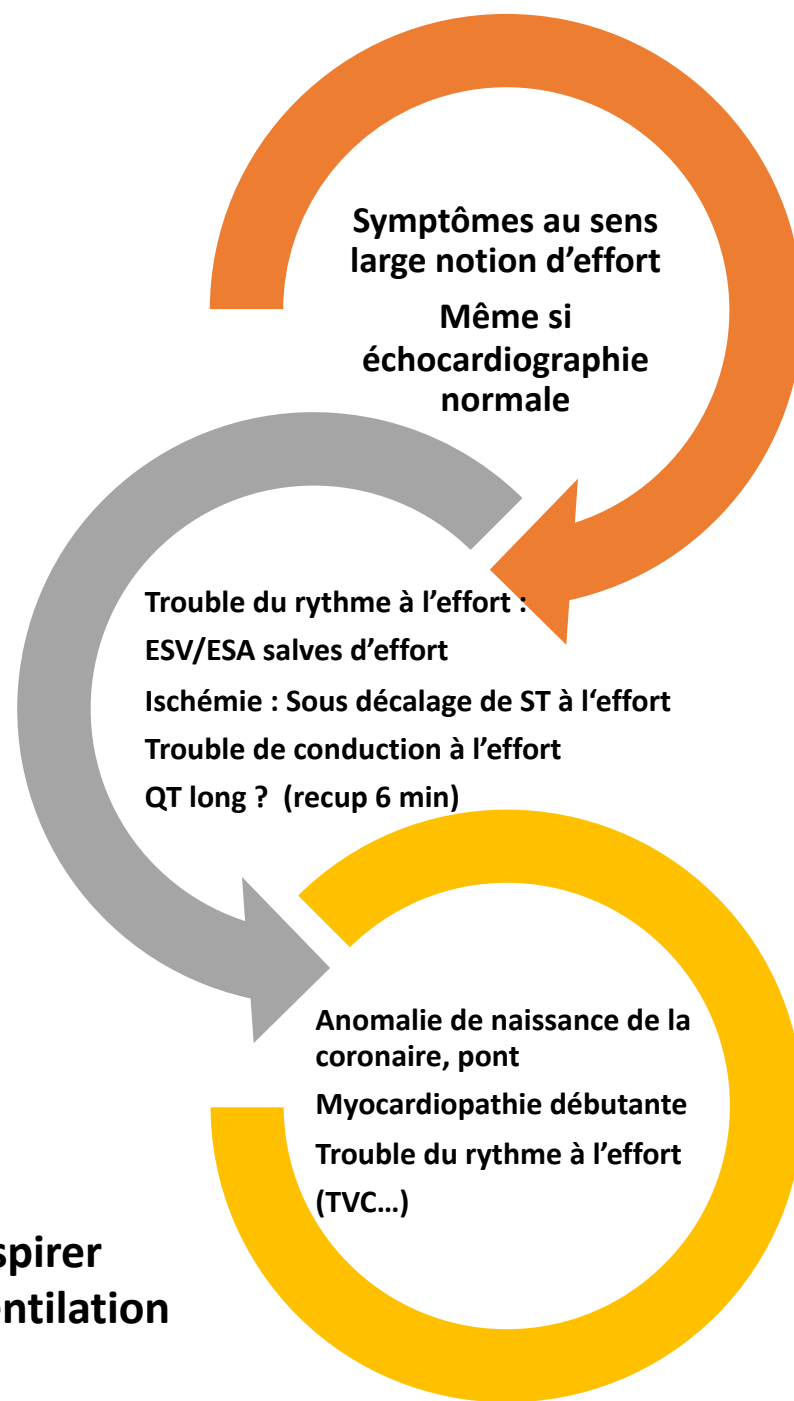 Symptômes au sens
large notion d’effort
Même si
échocardiographie
normale
Trouble du rythme à l’effort :
ESV/ESA salves d’effort
Ischémie : Sous décalage de ST à l‘effort
Trouble de conduction à l’effort
QT long ?  (recup 6 min)
Anomalie de naissance de la
coronaire, pont
Myocardiopathie débutante
Trouble du rythme à l’effort
(TVC…)
spirer
entilation